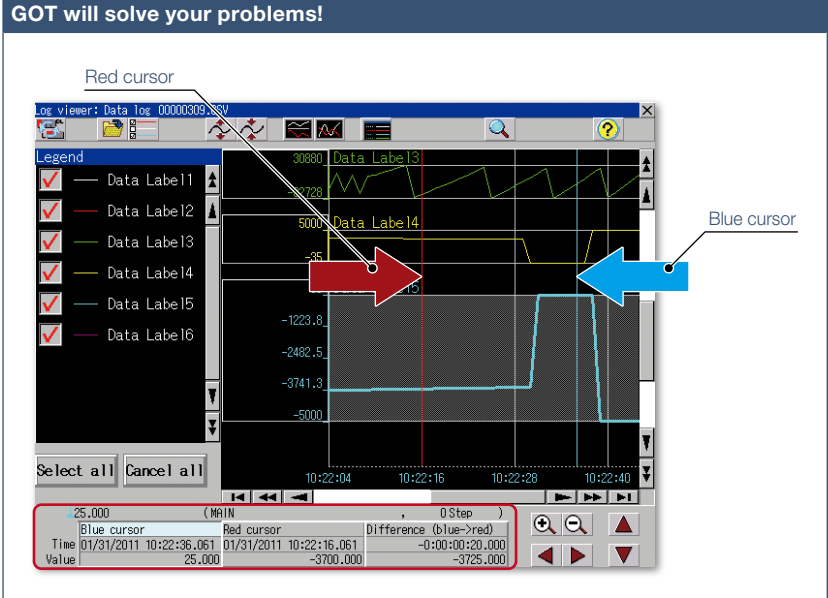 GOT will solve your problems!
Red cursor
Log viewer: Data log 00000309.
SV
Legend
Data Label1
Data Label2
Data Label3
Data Label4
Data Label5
Data Label6
Select all
Cancel all
30880
Data Label3
5000
Data Label4
-35
-1223.8
-2482.5
-3741.3
-5000
10:22:04
10:22:16
10:22:28
10:22:40
Blue cursor
25.000 (MAIN , 0 Step )
Blue cursor Red cursor Difference (blue->red)
Time 01/31/2011 10:22:36.061 01/31/2011 10:22:16.061 -0:00:00:20.000
Value 25.000 -3700.000 -3725.000